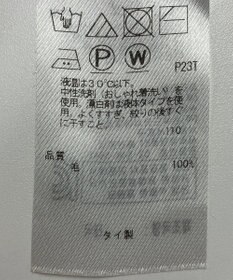 P W
P23T
液温は30℃以下。
中性洗剤(おしゃれ着洗い)を
使用。漂白剤は液体タイプを使
用。よくすすぎ、絞りの後すぐ
に干すこと。
110
品質
毛 100%
タイ製